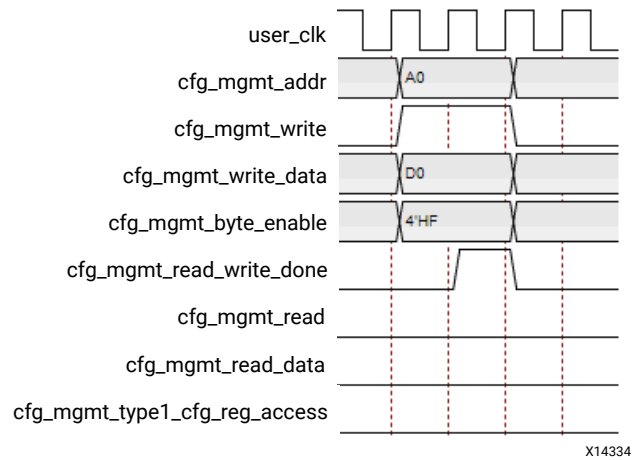 user_clk
cfg_mgmt_addr A0
cfg_mgmt_write
cfg_mgmt_write_data D0
cfg_mgmt_byte_enable 4'HF
cfg_mgmt_read_write_done
cfg_mgmt_read
cfg_mgmt_read_data
cfg_mgmt_type1_cfg_reg_access
X14334